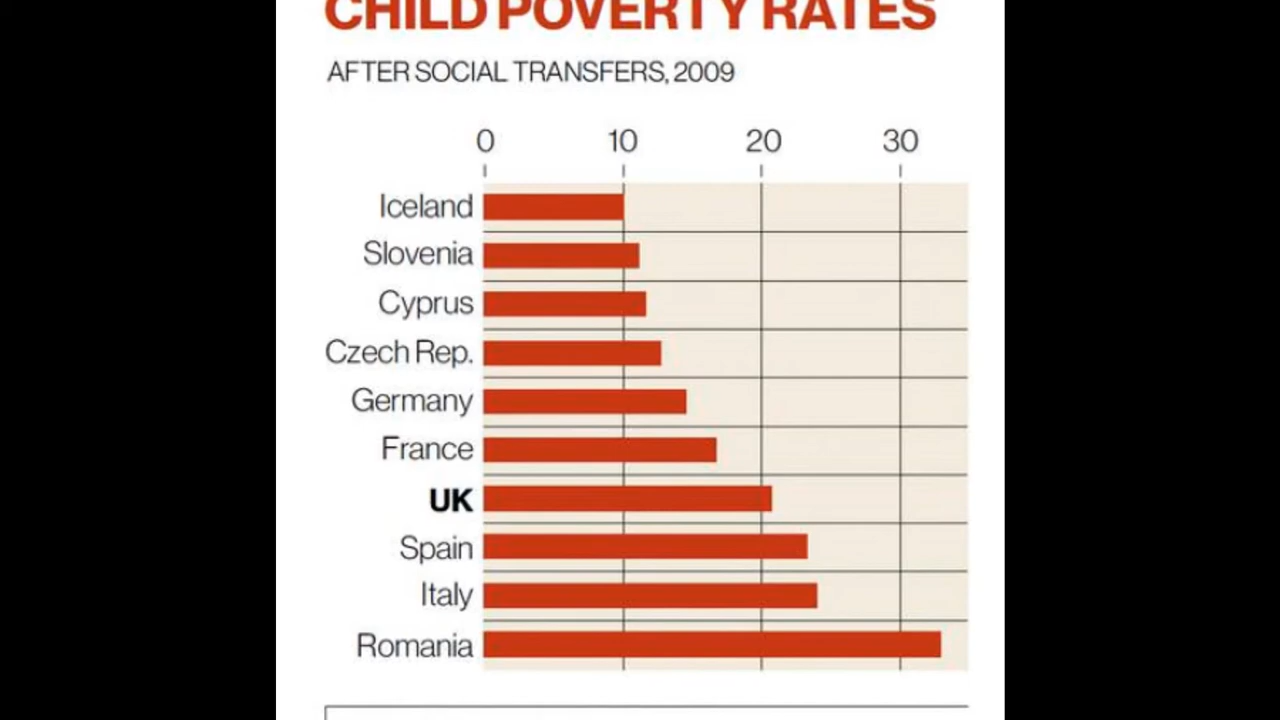 CHILD POVERTY RATES
AFTER SOCIAL TRANSFERS, 2009
0 10 20 30
Iceland
Slovenia
Cyprus
Czech Rep.
Germany
France
UK
Spain
Italy
Romania